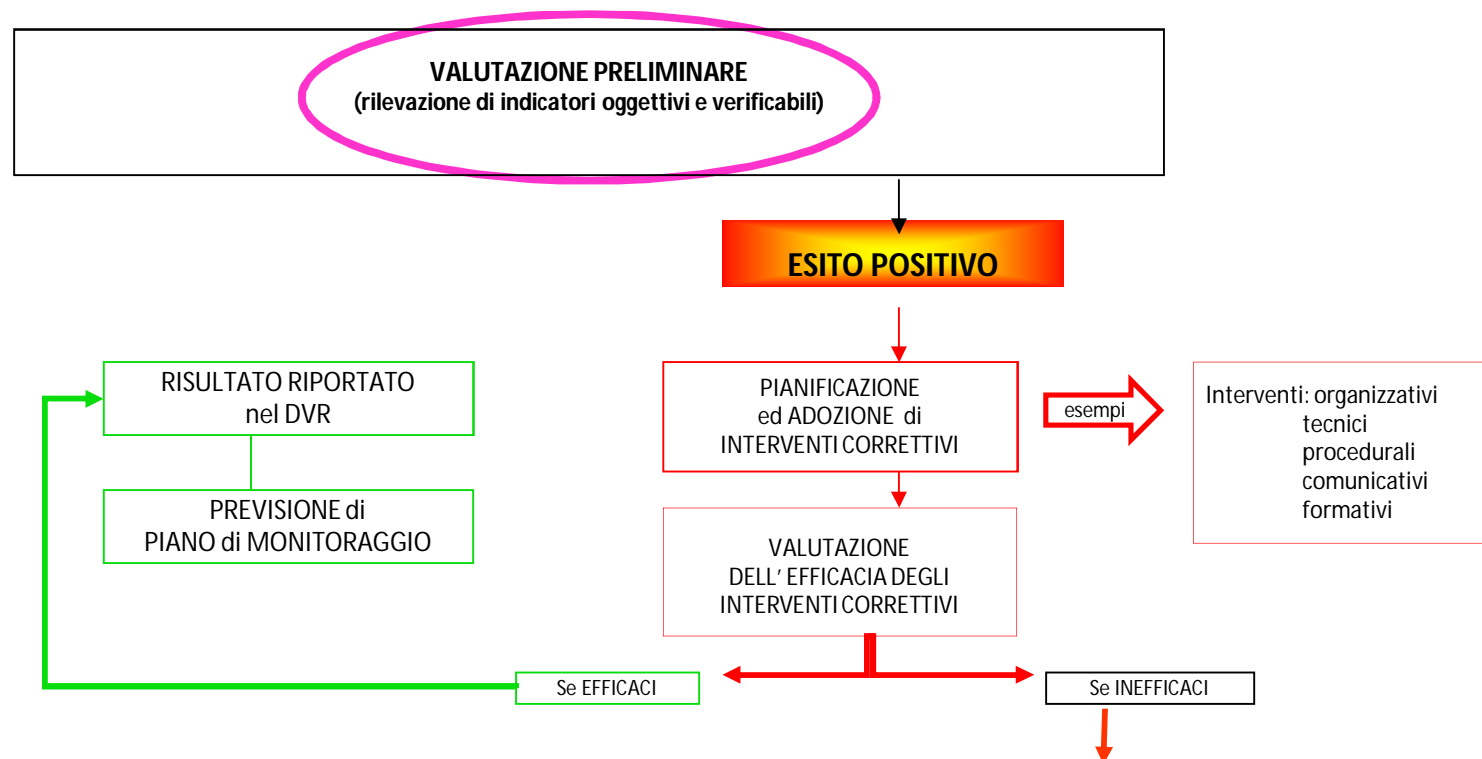 VALUTAZIONE PRELIMINARE
(rilevazione di indicatori oggettivi e verificabili)
ESITO POSITIVO
RISULTATO RIPORTATO
nel DVR
PIANIFICAZIONE
ed ADOZIONE di
INTERVENTI CORRETTIVI
esempi
Interventi: organizzativi
tecnici
procedurali
comunicativi
formativi
PREVISIONE di
PIANO di MONITORAGGIO
VALUTAZIONE
DELL' EFFICACIA DEGLI
INTERVENTI CORRETTIVI
Se EFFICACI
Se INEFFICACI